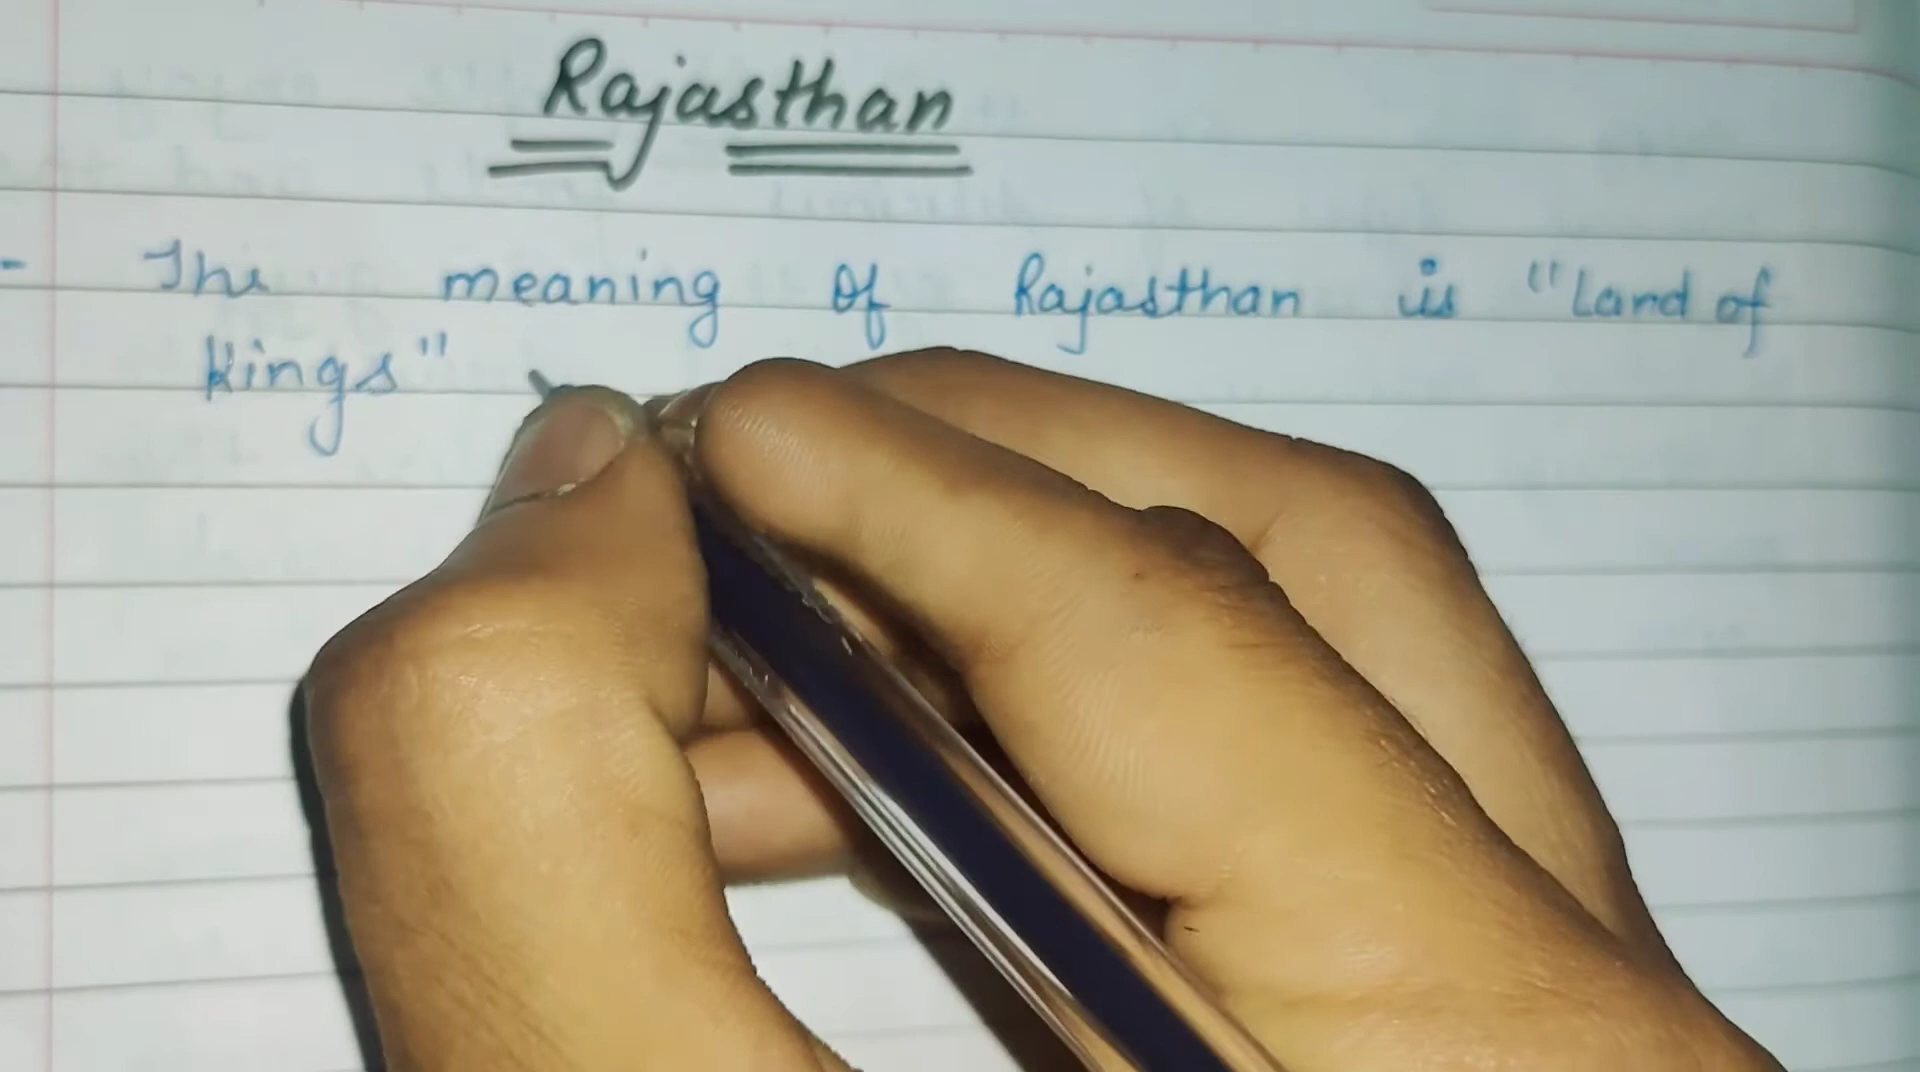 Rajasthan
- The meaning of Rajasthan is "Land of
Kings"